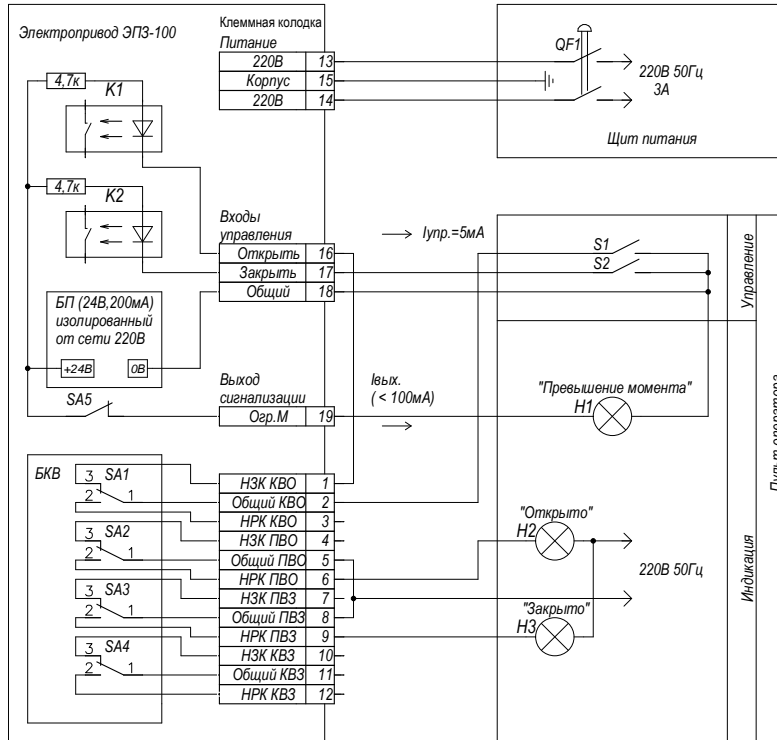 Электропривод ЭПЗ-100
Клеммная колодка
Питание
220В 13
Корпус 15
220В 14
QF1
220В 50Гц
3А
Щит питания
4,7к
K1
4,7к
K2
Входы
управления
Открыть 16
Закрыть 17
Общий 18
Iупр.=5мА
S1
S2
Управление
БП (24В,200мА)
изолированный
от сети 220В
+24В
0В
SA5
Выход
сигнализации
Огр.М 19
Iвых.
( < 100мА)
"Превышение момента"
H1
Пульт оператора
БКВ
3 SA1
2 1
SA2
3
2 1
SA3
3
2 1
3 SA4
2 1
НЗК КВО 1
Общий КВО 2
НРК КВО 3
НЗК ПВО 4
Общий ПВО 5
НРК ПВО 6
НЗК ПВЗ 7
Общий ПВЗ 8
НРК ПВЗ 9
НЗК КВЗ 10
Общий КВЗ 11
НРК КВЗ 12
"Открыто"
H2
220В 50Гц
"Закрыто"
H3
Индикация